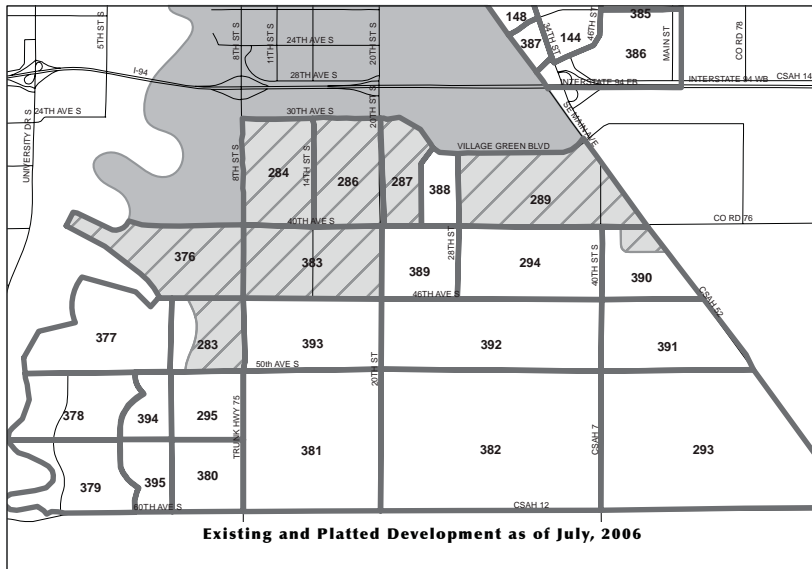 148
385
144
387
386
5TH ST S
8TH ST S
11TH ST S
20TH ST S
34TH ST
46TH ST S
MAIN ST
CO RD 78
24TH AVE S
I-94
28TH AVE S
INTERSTATE 94 EB
INTERSTATE 94 WB
CSAH 14
24TH AVE S
30TH AVE S
20TH ST S
SE MAIN AVE
UNIVERSITY DR S
8TH ST S
14TH ST S
VILLAGE GREEN BLVD
284
286
287
388
289
40TH AVE S
CO RD 76
28TH ST
376
383
389
294
40TH ST S
390
46TH AVE S
CSAH 52
377
283
393
392
391
50th AVE S
20TH ST
378
394
295
TRUNK HWY 75
381
382
CSAH 7
293
379
395
380
60TH AVE S
CSAH 12
Existing and Platted Development as of July, 2006